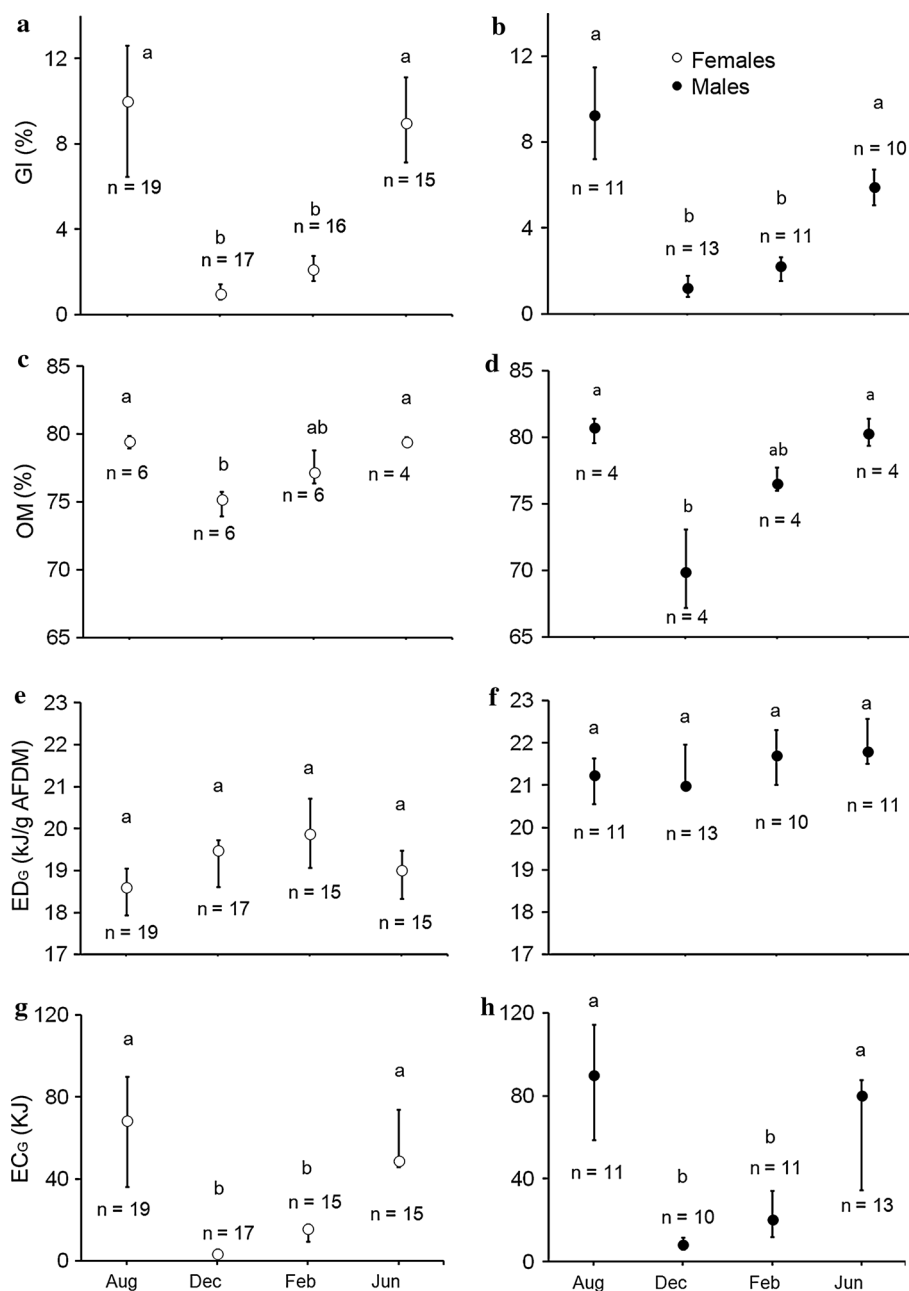 a
GI (%)
12
8
4
0
a
n = 19
b
n = 17
b
n = 16
a
n = 15
b
12
8
4
0
Females
Males
a
n = 11
b
n = 13
b
n = 11
a
n = 10
c
OM (%)
85
80
75
70
65
a
n = 6
b
n = 6
ab
n = 6
a
n = 4
d
85
80
75
70
65
a
n = 4
b
n = 4
ab
n = 4
a
n = 4
e
EDG (kJ/g AFDM)
23
22
21
20
19
18
17
a
n = 19
a
n = 17
a
n = 15
a
n = 15
f
23
22
21
20
19
18
17
a
n = 11
a
n = 13
a
n = 10
a
n = 11
g
ECG (KJ)
120
80
40
0
a
n = 19
b
n = 17
b
n = 15
a
n = 15
Aug
Dec
Feb
Jun
h
120
80
40
0
a
n = 11
b
n = 10
b
n = 11
a
n = 13
Aug
Dec
Feb
Jun